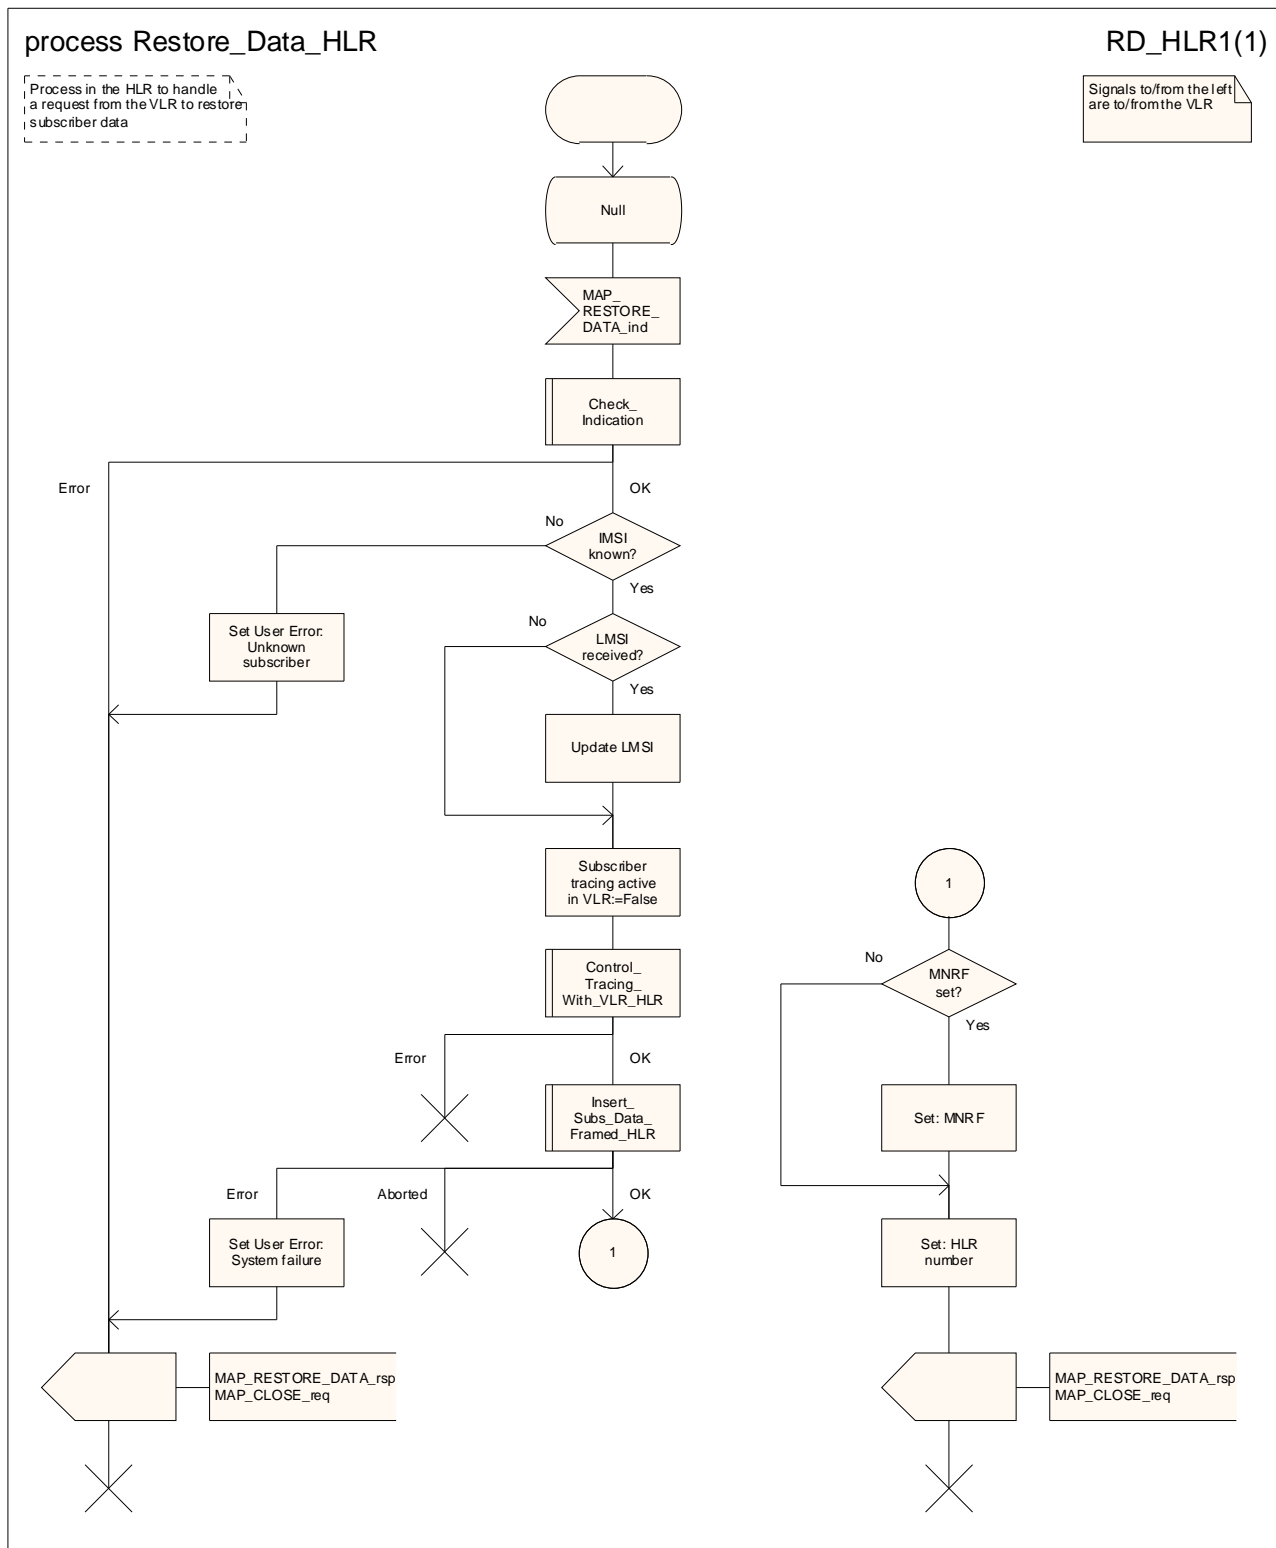 process Restore_Data_HLR
RD_HLR1(1)
Process in the HLR to handle
a request from the VLR to restore
subscriber data
Signals to/from the left
are to/from the VLR
Null
MAP_
RESTORE_
DATA_ind
Check_
Indication
Error
OK
No
IMSI
known?
Yes
Set User Error:
Unknown
subscriber
No
LMSI
received?
Yes
Update LMSI
Subscriber
tracing active
in VLR:=False
Control_
Tracing_
With_VLR_HLR
Error
OK
Insert_
Subs_Data_
Framed_HLR
Error
Aborted
OK
Set User Error:
System failure
1
MAP_RESTORE_DATA_rsp
MAP_CLOSE_req
1
No
MNRF
set?
Yes
Set: MNRF
Set: HLR
number
MAP_RESTORE_DATA_rsp
MAP_CLOSE_req